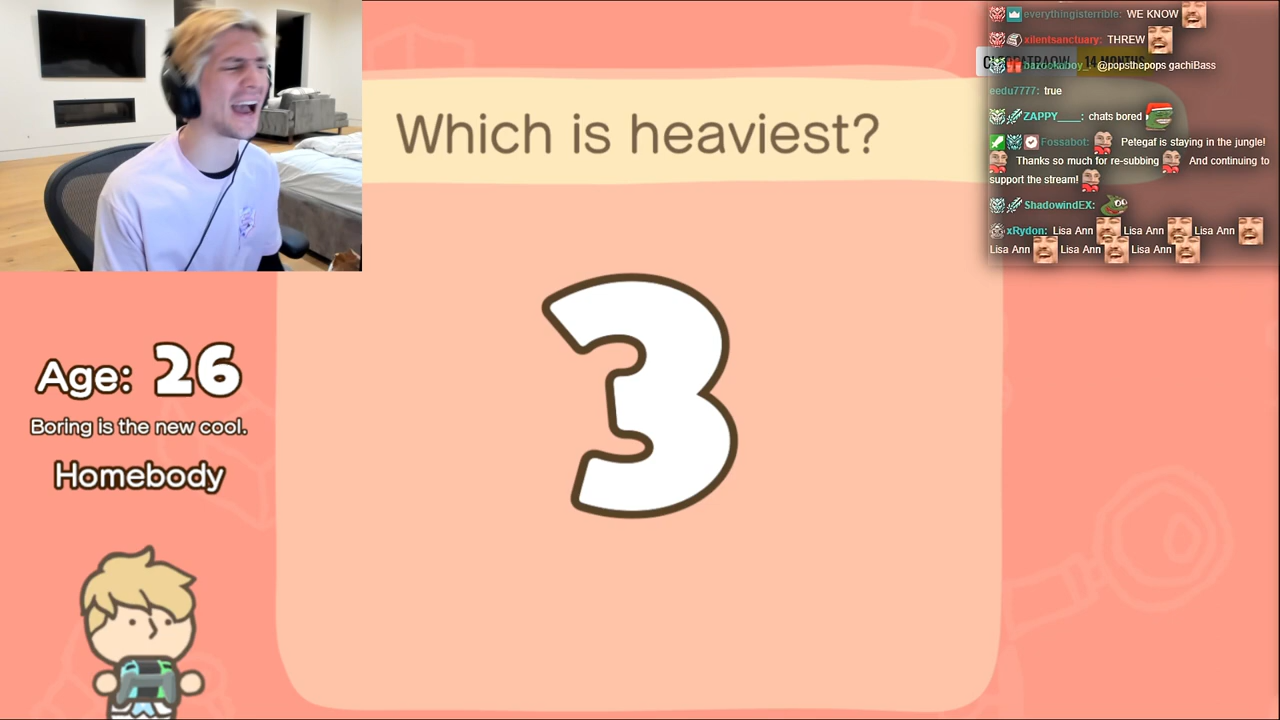 Which is heaviest?
3
Age: 26
Boring is the new cool.
Homebody
everythingisterrible: WE KNOW
xilentsanctuary: THREW
14 MONTHS
@popsthepops gachiBass
eedu7777: true
ZAPPY____: chats bored
Fossabot: Petegaf is staying in the jungle!
Thanks so much for re-subbing And continuing to
support the stream!
ShadowindEX:
xRydon: Lisa Ann Lisa Ann Lisa Ann
Lisa Ann Lisa Ann Lisa Ann